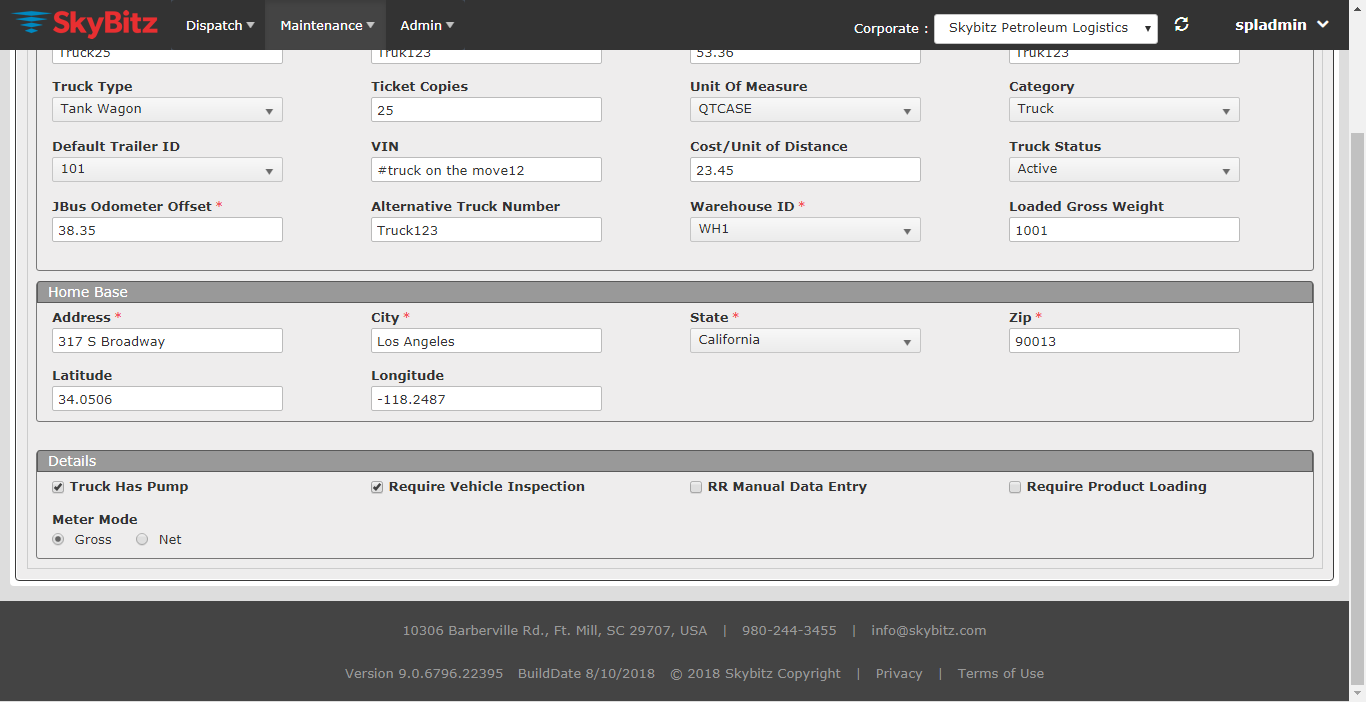 SkyBitz Dispatch Maintenance Admin Corporate : Skybitz Petroleum Logistics spladmin
Truck25 Truk123 53.36 Truk123
Truck Type Ticket Copies Unit Of Measure Category
Tank Wagon 25 QTCASE Truck
Default Trailer ID VIN Cost/Unit of Distance Truck Status
101 #truck on the move12 23.45 Active
JBus Odometer Offset * Alternative Truck Number Warehouse ID * Loaded Gross Weight
38.35 Truck123 WH1 1001
Home Base
Address * City * State * Zip *
317 S Broadway Los Angeles California 90013
Latitude Longitude
34.0506 -118.2487
Details
Truck Has Pump Require Vehicle Inspection RR Manual Data Entry Require Product Loading
Meter Mode
Gross Net
10306 Barberville Rd., Ft. Mill, SC 29707, USA | 980-244-3455 | info@skybitz.com
Version 9.0.6796.22395 BuildDate 8/10/2018 © 2018 Skybitz Copyright | Privacy | Terms of Use